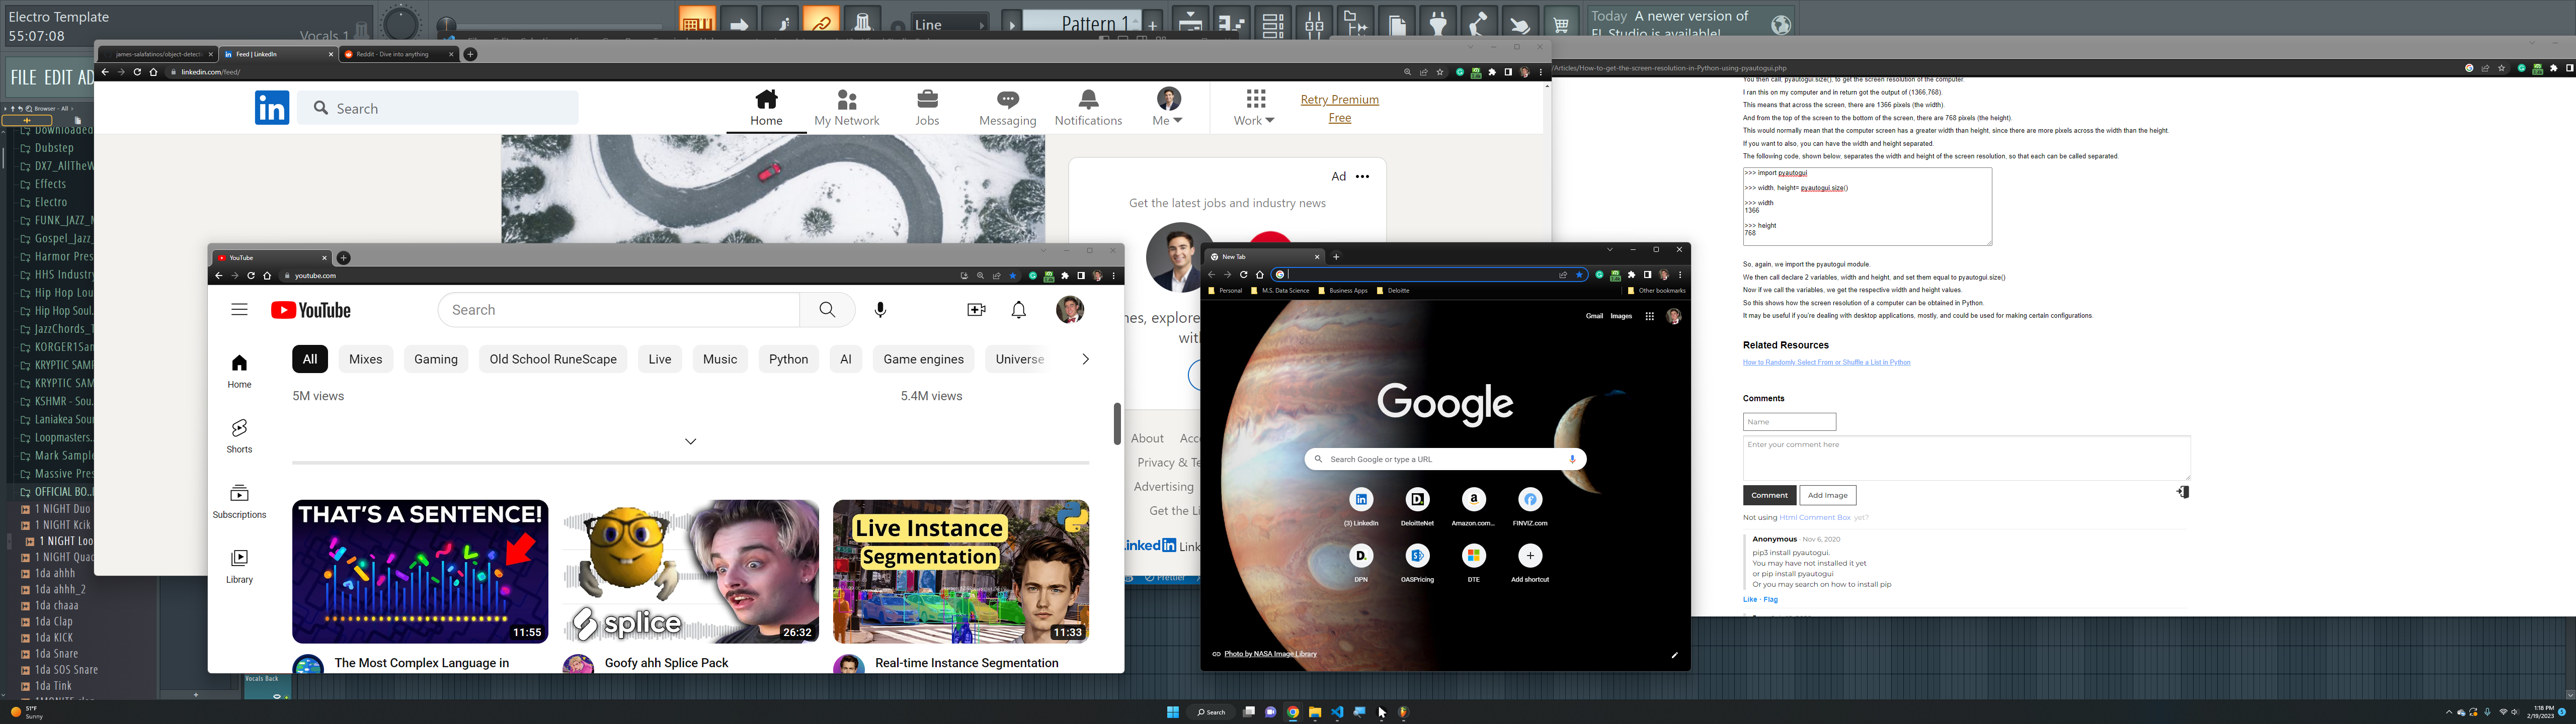 Electro Template
55:07:08
Vocals 1
Line
Pattern 1
Today A newer version of
FL Studio is available!
FILE EDIT AD
Browser - All
Downloaded
Dubstep
DX7_AllTheW
Effects
Electro
FUNK_JAZZ_
Gospel_Jazz_
Harmor Pres
HHS Industry
Hip Hop Lou
Hip Hop Soul.
JazzChords_1
KORGER1San
KRYPTIC SAMP
KRYPTIC SAM
KSHMR - Sou.
Laniakea Soun
Loopmasters..
Mark Sample
Massive Pres
OFFICIAL BO..
1 NIGHT Duo
1 NIGHT Kcik
1 NIGHT Loo
1 NIGHT Quad
1da ahhh
1da ahhh_2
1da chaaa
1da Clap
1da KICK
1da Snare
1da SOS Snare
1da Tink
Vocals Back
james-salafatinos/object-detect
Feed | LinkedIn
Reddit - Dive into anything
linkedin.com/feed/
in
Search
Home
My Network
Jobs
Messaging
Notifications
Me
Work
Retry Premium
Free
Ad
Get the latest jobs and industry news
nes, explore
with
About Acc
Privacy & Te
Advertising
Get the Li
Linkedin Link
Prettier
YouTube
youtube.com
YouTube
Search
All
Mixes
Gaming
Old School RuneScape
Live
Music
Python
AI
Game engines
Universe
Home
Shorts
Subscriptions
Library
5M views
5.4M views
THAT'S A SENTENCE!
11:55
splice
26:32
Live Instance
Segmentation
11:33
The Most Complex Language in
Goofy ahh Splice Pack
Real-time Instance Segmentation
New Tab
Personal
M.S. Data Science
Business Apps
Deloitte
Other bookmarks
Gmail Images
Google
Search Google or type a URL
(3) LinkedIn
DeloitteNet
Amazon.com...
FINVIZ.com
DPN
OASPricing
DTE
Add shortcut
Photo by NASA Image Library
/Articles/How-to-get-the-screen-resolution-in-Python-using-pyautogui.php
You then call, pyautogui.size(), to get the screen resolution of the computer.
I ran this on my computer and in return got the output of (1366,768).
This means that across the screen, there are 1366 pixels (the width).
And from the top of the screen to the bottom of the screen, there are 768 pixels (the height).
This would normally mean that the computer screen has a greater width than height, since there are more pixels across the width than the height.
If you want to also, you can have the width and height separated.
The following code, shown below, separates the width and height of the screen resolution, so that each can be called separated.
>>> import pyautogui
>>> width, height= pyautogui.size()
>>> width
1366
>>> height
768
So, again, we import the pyautogui module.
We then call declare 2 variables, width and height, and set them equal to pyautogui.size()
Now if we call the variables, we get the respective width and height values.
So this shows how the screen resolution of a computer can be obtained in Python.
It may be useful if you're dealing with desktop applications, mostly, and could be used for making certain configurations.
Related Resources
How to Randomly Select From or Shuffle a List in Python
Comments
Name
Enter your comment here
Comment
Add Image
Not using Html Comment Box yet?
Anonymous · Nov 6, 2020
pip3 install pyautogui.
You may have not installed it yet
or pip install pyautogui
Or you may search on how to install pip
Like · Flag
51°F
Sunny
Search
1:18 PM
2/19/2023